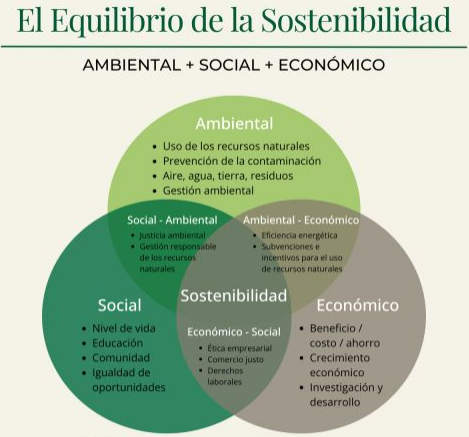 El Equilibrio de la Sostenibilidad
AMBIENTAL + SOCIAL + ECONÓMICO
Ambiental
• Uso de los recursos naturales
• Prevención de la contaminación
• Aire, agua, tierra, residuos
• Gestión ambiental
Social - Ambiental
• Justicia ambiental
• Gestión responsable
de los recursos
naturales
Ambiental - Económico
• Eficiencia energética
• Subvenciones e
incentivos para el uso
de recursos naturales
Sostenibilidad
Social
• Nivel de vida
• Educación
• Comunidad
• Igualdad de
oportunidades
Económico - Social
• Ética empresarial
• Comercio justo
• Derechos
laborales
Económico
• Beneficio /
costo / ahorro
• Crecimiento
económico
• Investigación y
desarrollo